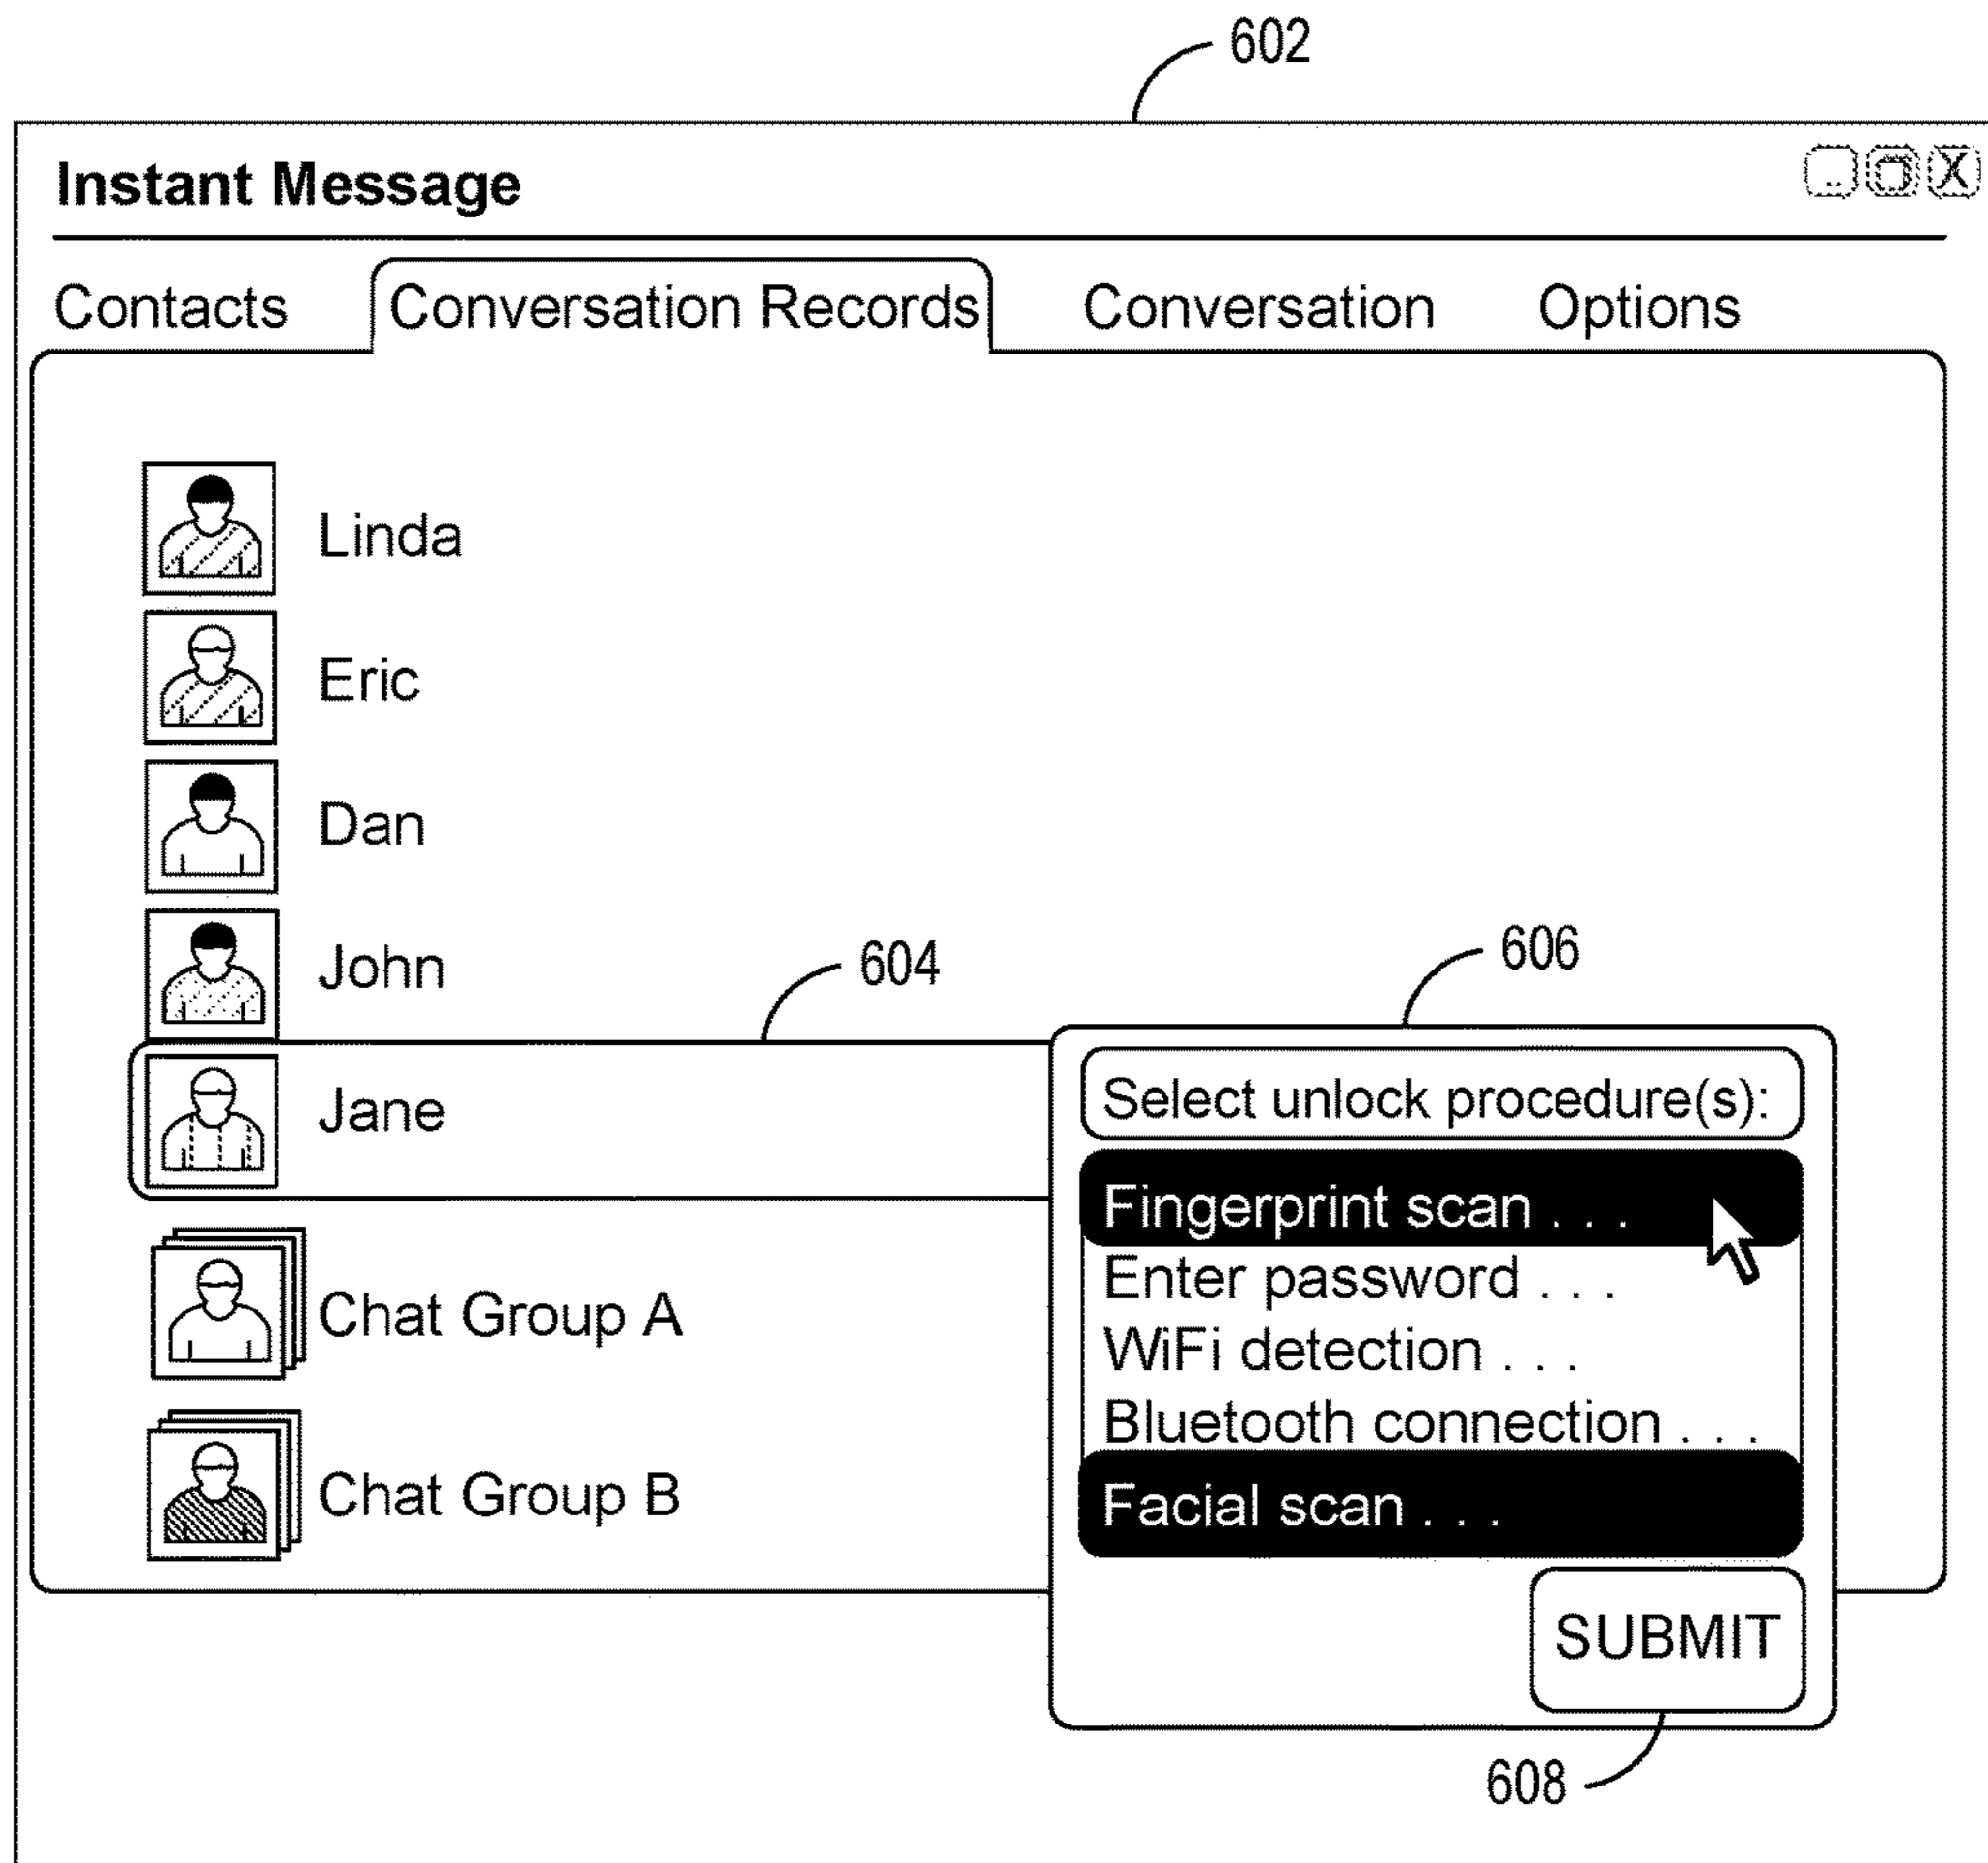 602
Instant Message
Contacts Conversation Records Conversation Options
Linda
Eric
Dan
John
604
606
Jane
Select unlock procedure(s):
Fingerprint scan . . .
Enter password . . .
WiFi detection . . .
Bluetooth connection . . .
Facial scan . . .
Chat Group A
Chat Group B
SUBMIT
608